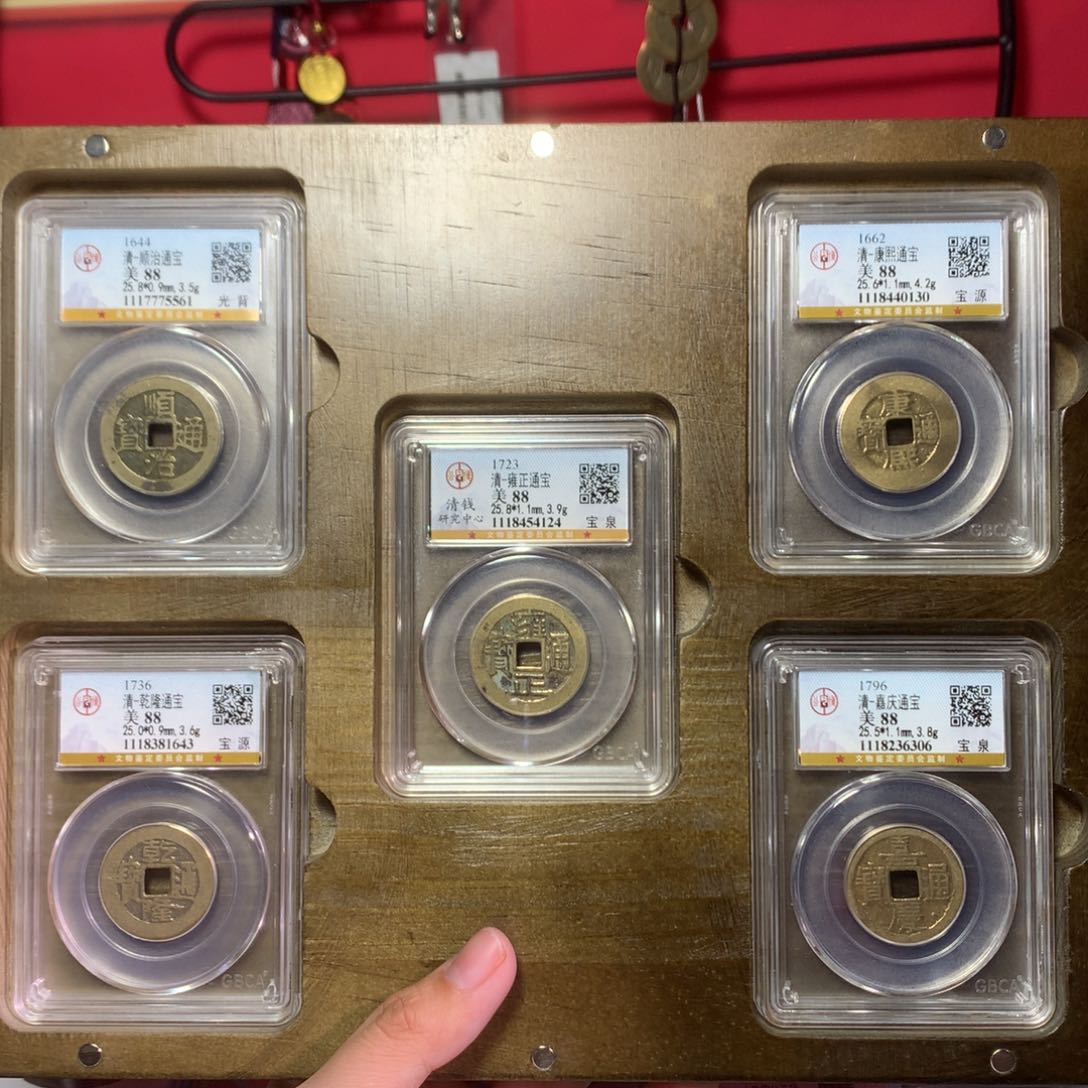 1644
清-顺治通宝
美 88
25.8*0.9mm,3.5g
1117775561 光背
文物鉴定委员会监制
順治通寶
GBCA
1662
清-康熙通宝
美 88
25.6*1.1mm,4.2g
1118440130 宝源
文物鉴定委员会监制
康熙通寶
GBCA
1723
清-雍正通宝
美 88
清钱
研究中心
25.8*1.1mm,3.9g
1118454124 宝泉
文物鉴定委员会监制
雍正通寶
GBCA
1736
清-乾隆通宝
美 88
25.0*0.9mm,3.6g
1118381643 宝源
文物鉴定委员会监制
乾隆通寶
GBCA
1796
清-嘉庆通宝
美 88
25.5*1.1mm,3.8g
1118236306 宝泉
文物鉴定委员会监制
嘉慶通寶
GBCA